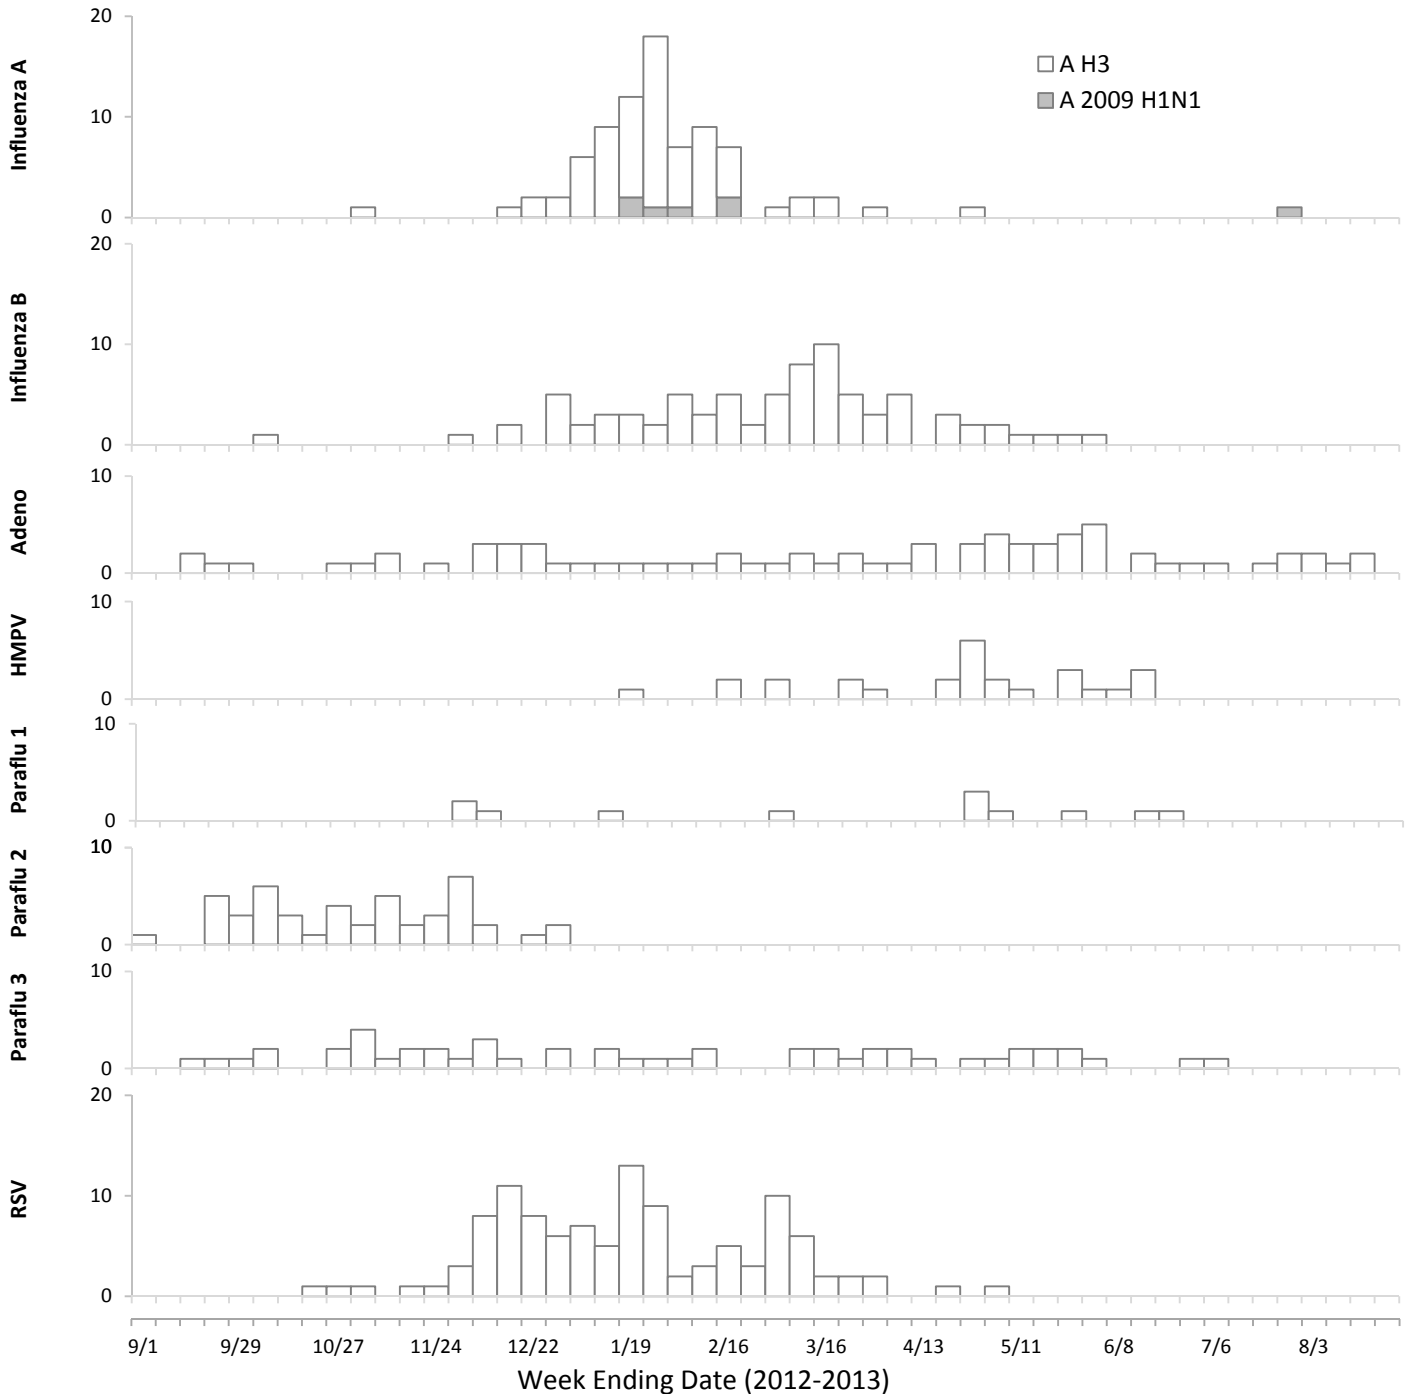 20
10
0
Influenza A
A H3
A 2009 H1N1
20
10
0
Influenza B
10
0
Adeno
10
0
HMPV
10
0
Paraflu 1
10
0
Paraflu 2
10
0
Paraflu 3
20
10
0
RSV
9/1 9/29 10/27 11/24 12/22 1/19 2/16 3/16 4/13 5/11 6/8 7/6 8/3
Week Ending Date (2012-2013)